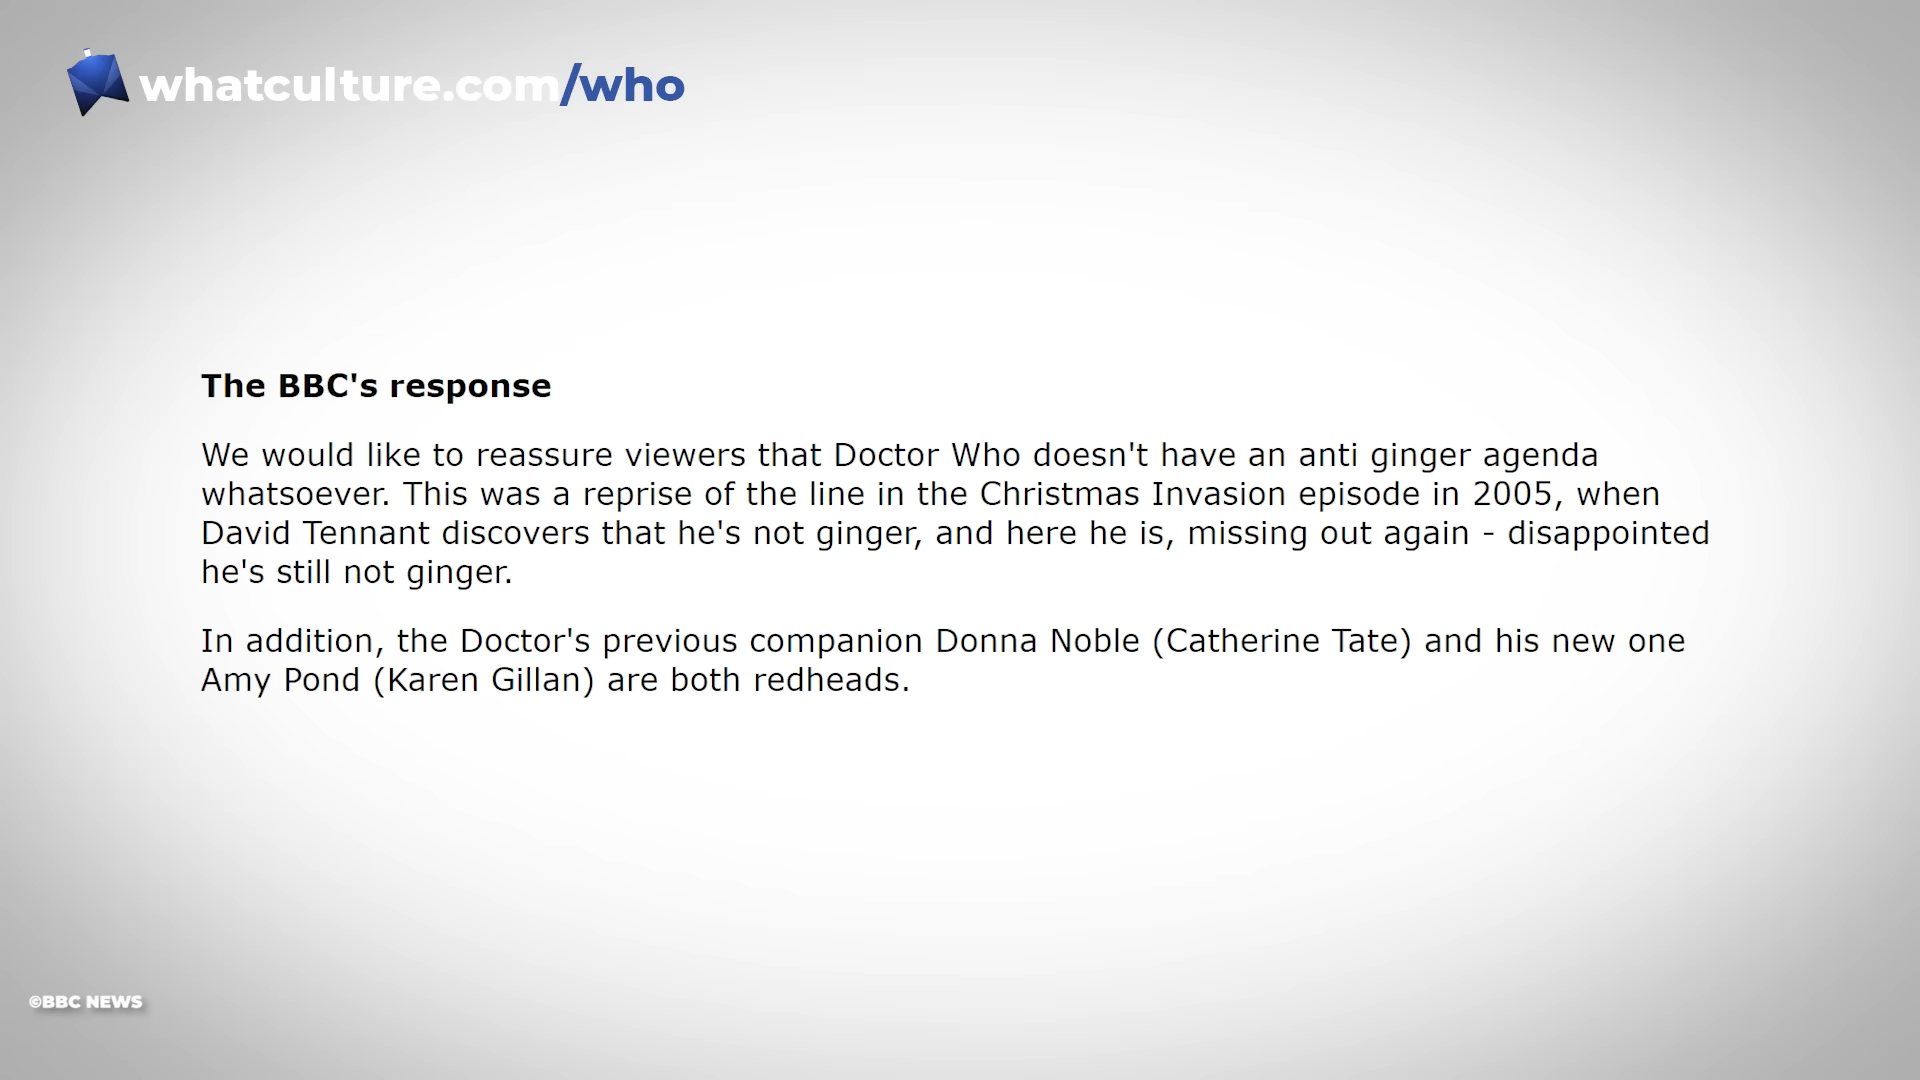 whatculture.com/who
The BBC's response
We would like to reassure viewers that Doctor Who doesn't have an anti ginger agenda
whatsoever. This was a reprise of the line in the Christmas Invasion episode in 2005, when
David Tennant discovers that he's not ginger, and here he is, missing out again - disappointed
he's still not ginger.
In addition, the Doctor's previous companion Donna Noble (Catherine Tate) and his new one
Amy Pond (Karen Gillan) are both redheads.
©BBC NEWS